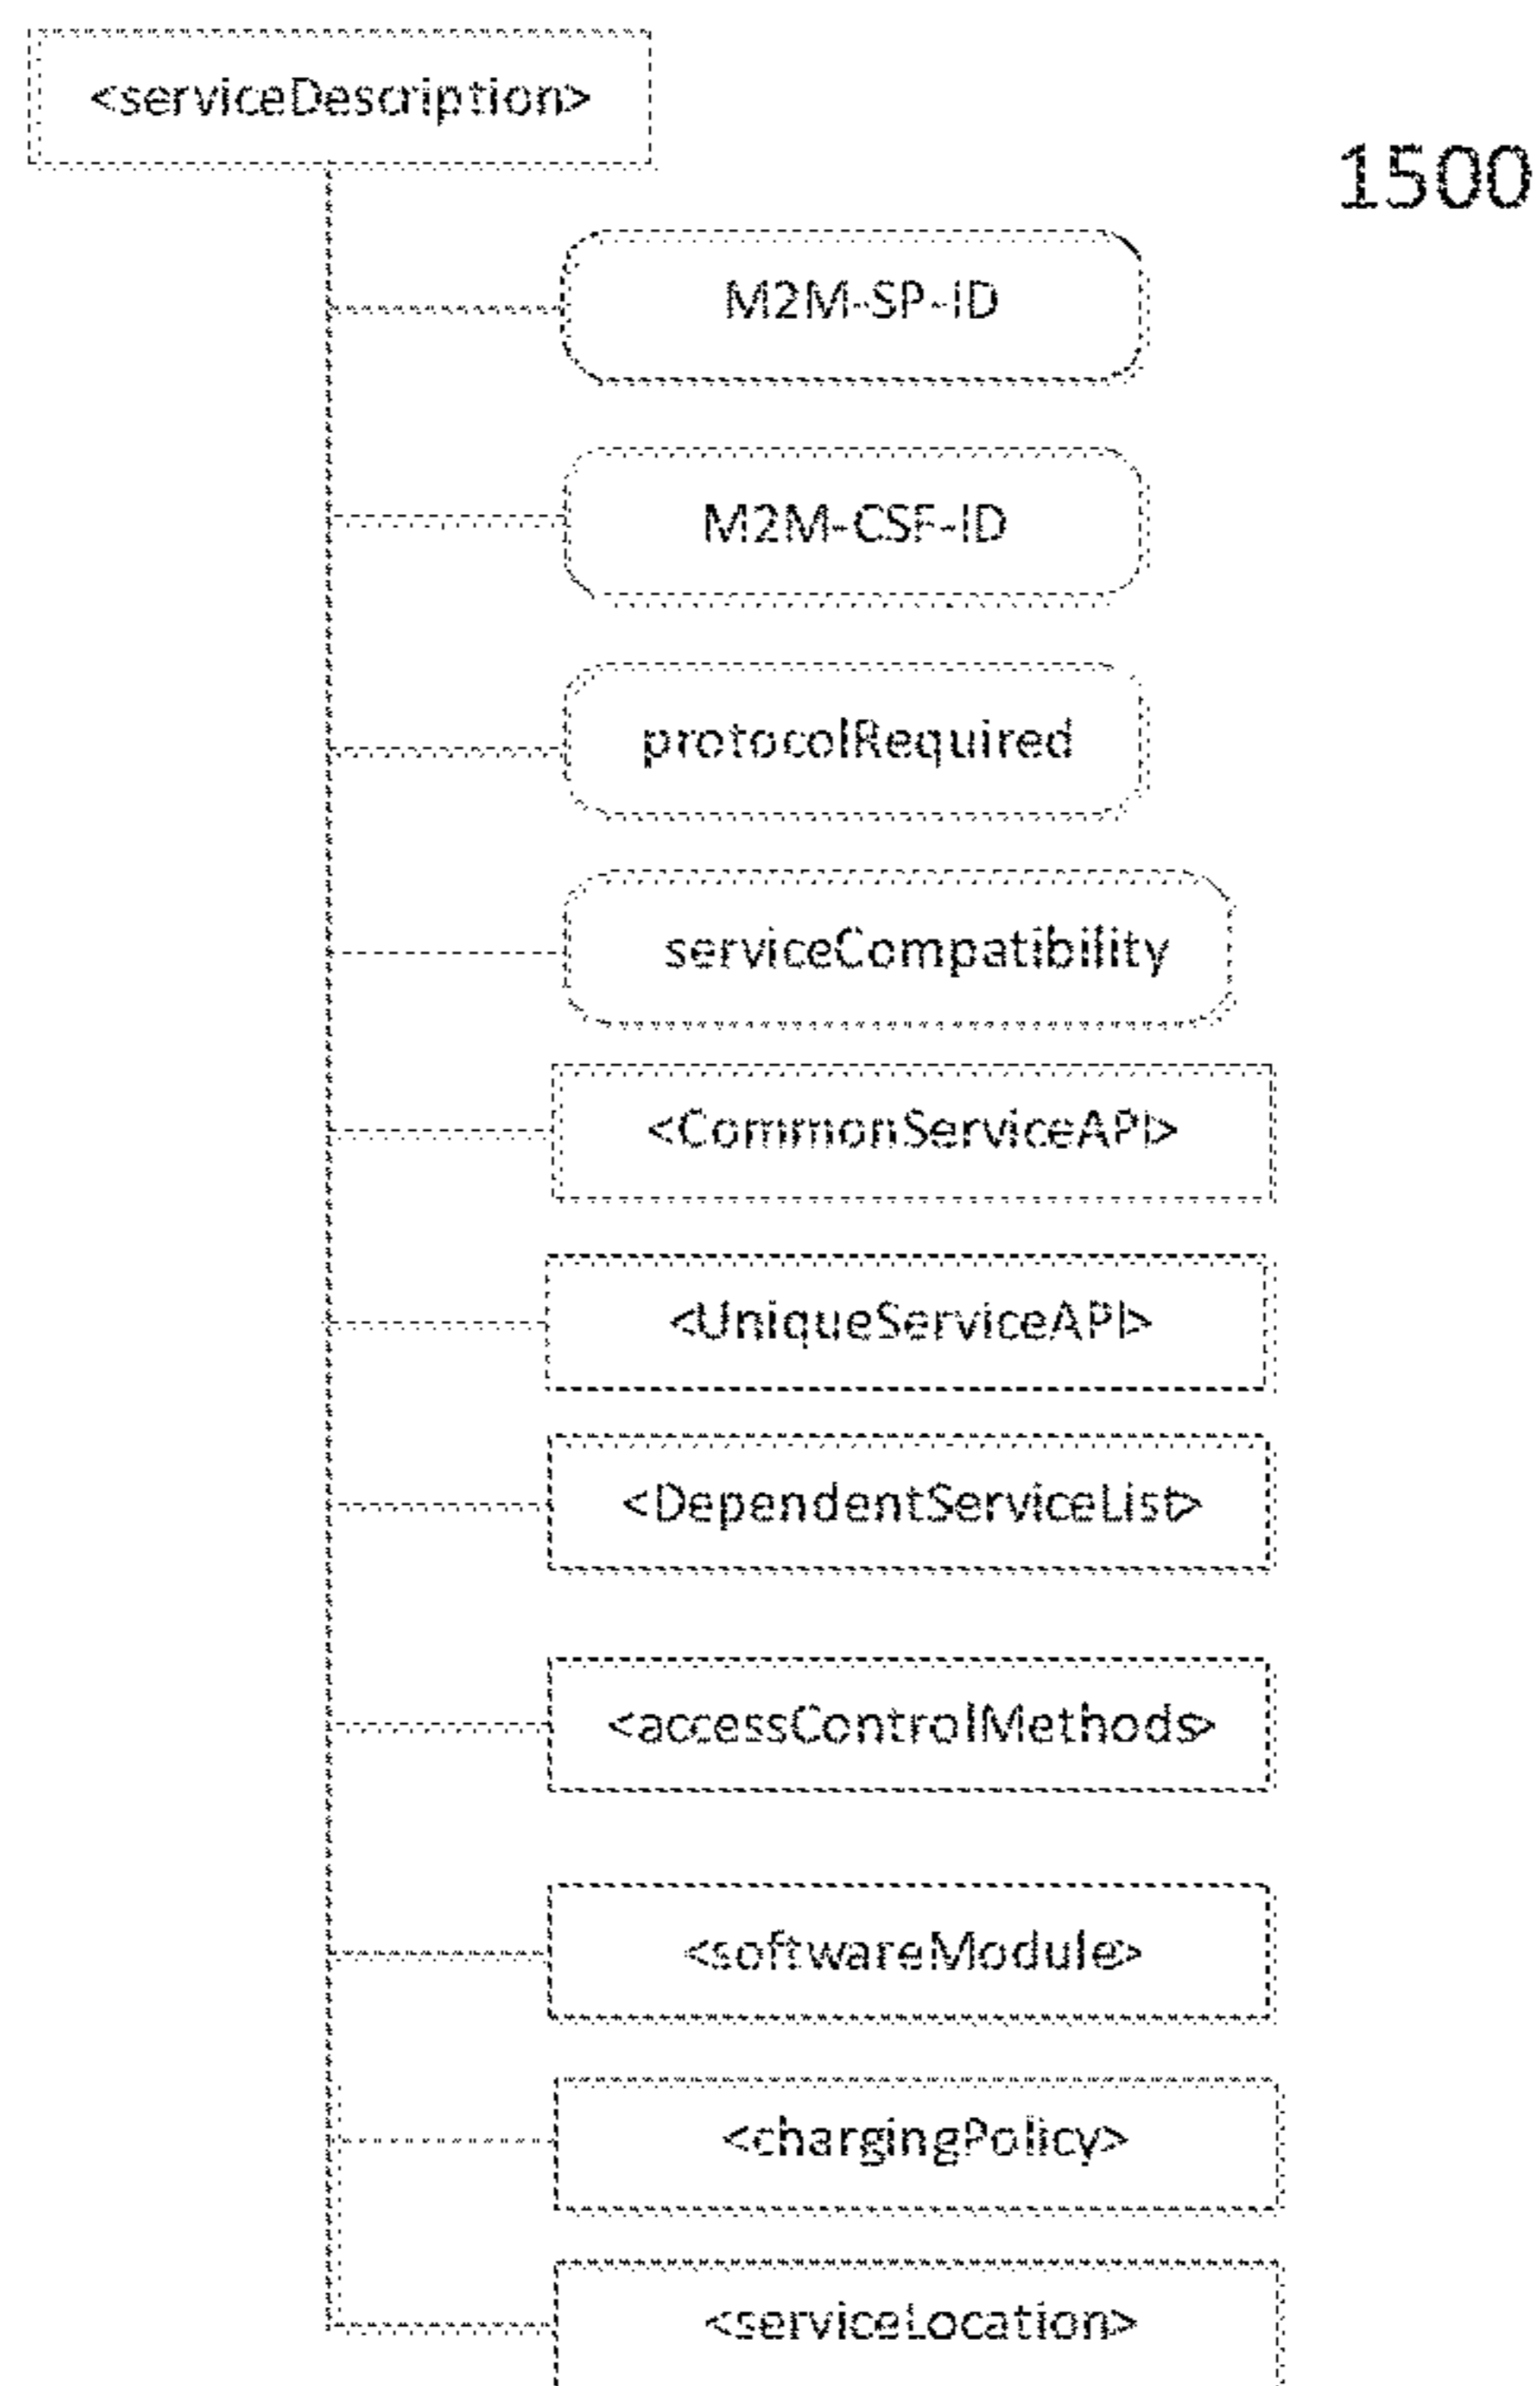 <serviceDescription>
1500
M2M-SP-ID
M2M-CSF-ID
protocolRequired
serviceCompatibility
<CommonServiceAPI>
<UniqueServiceAPI>
<DependentServiceList>
<accessControlMethods>
<softwareModule>
<chargingPolicy>
<serviceLocation>